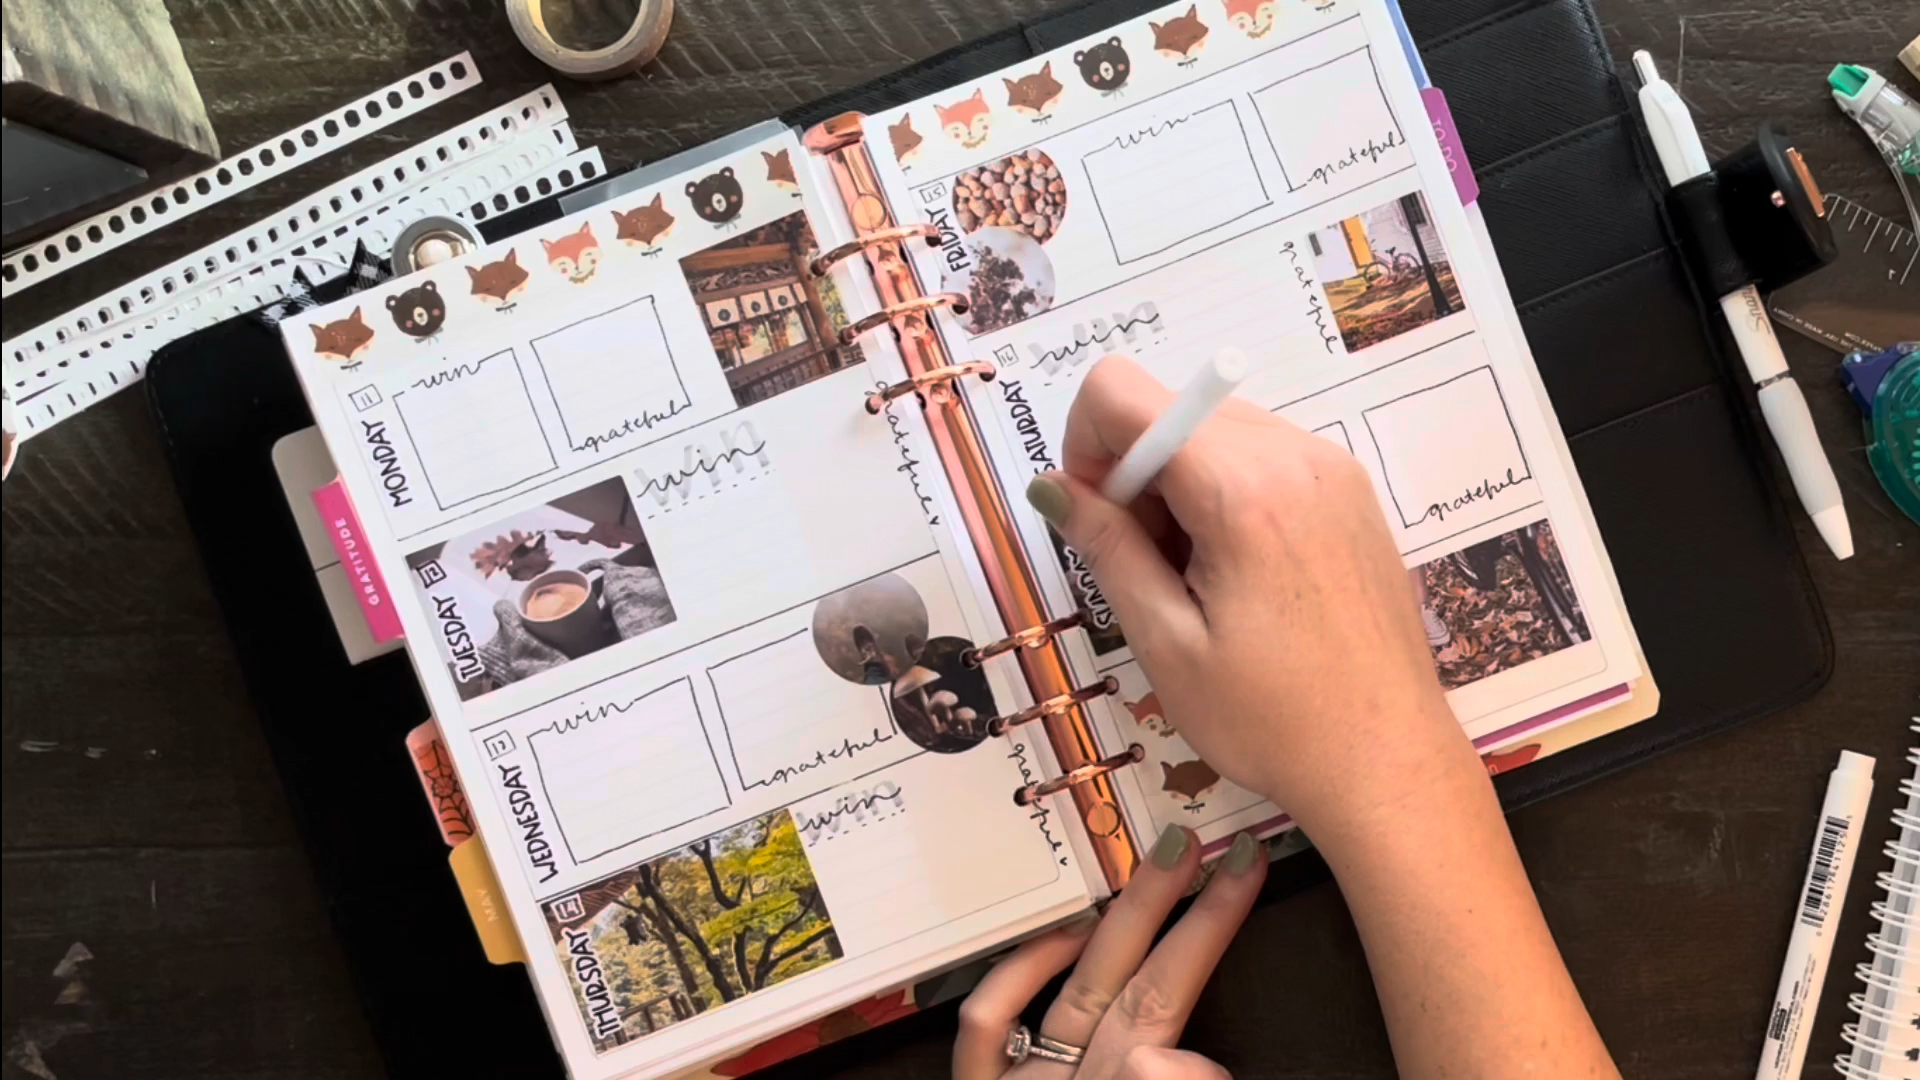 11
MONDAY
win
grateful
12
TUESDAY
win
grateful
13
WEDNESDAY
win
grateful
14
THURSDAY
win
grateful
15
FRIDAY
win
grateful
16
SATURDAY
win
grateful
SUNDAY
grateful
GRATITUDE
MAY
TO DO